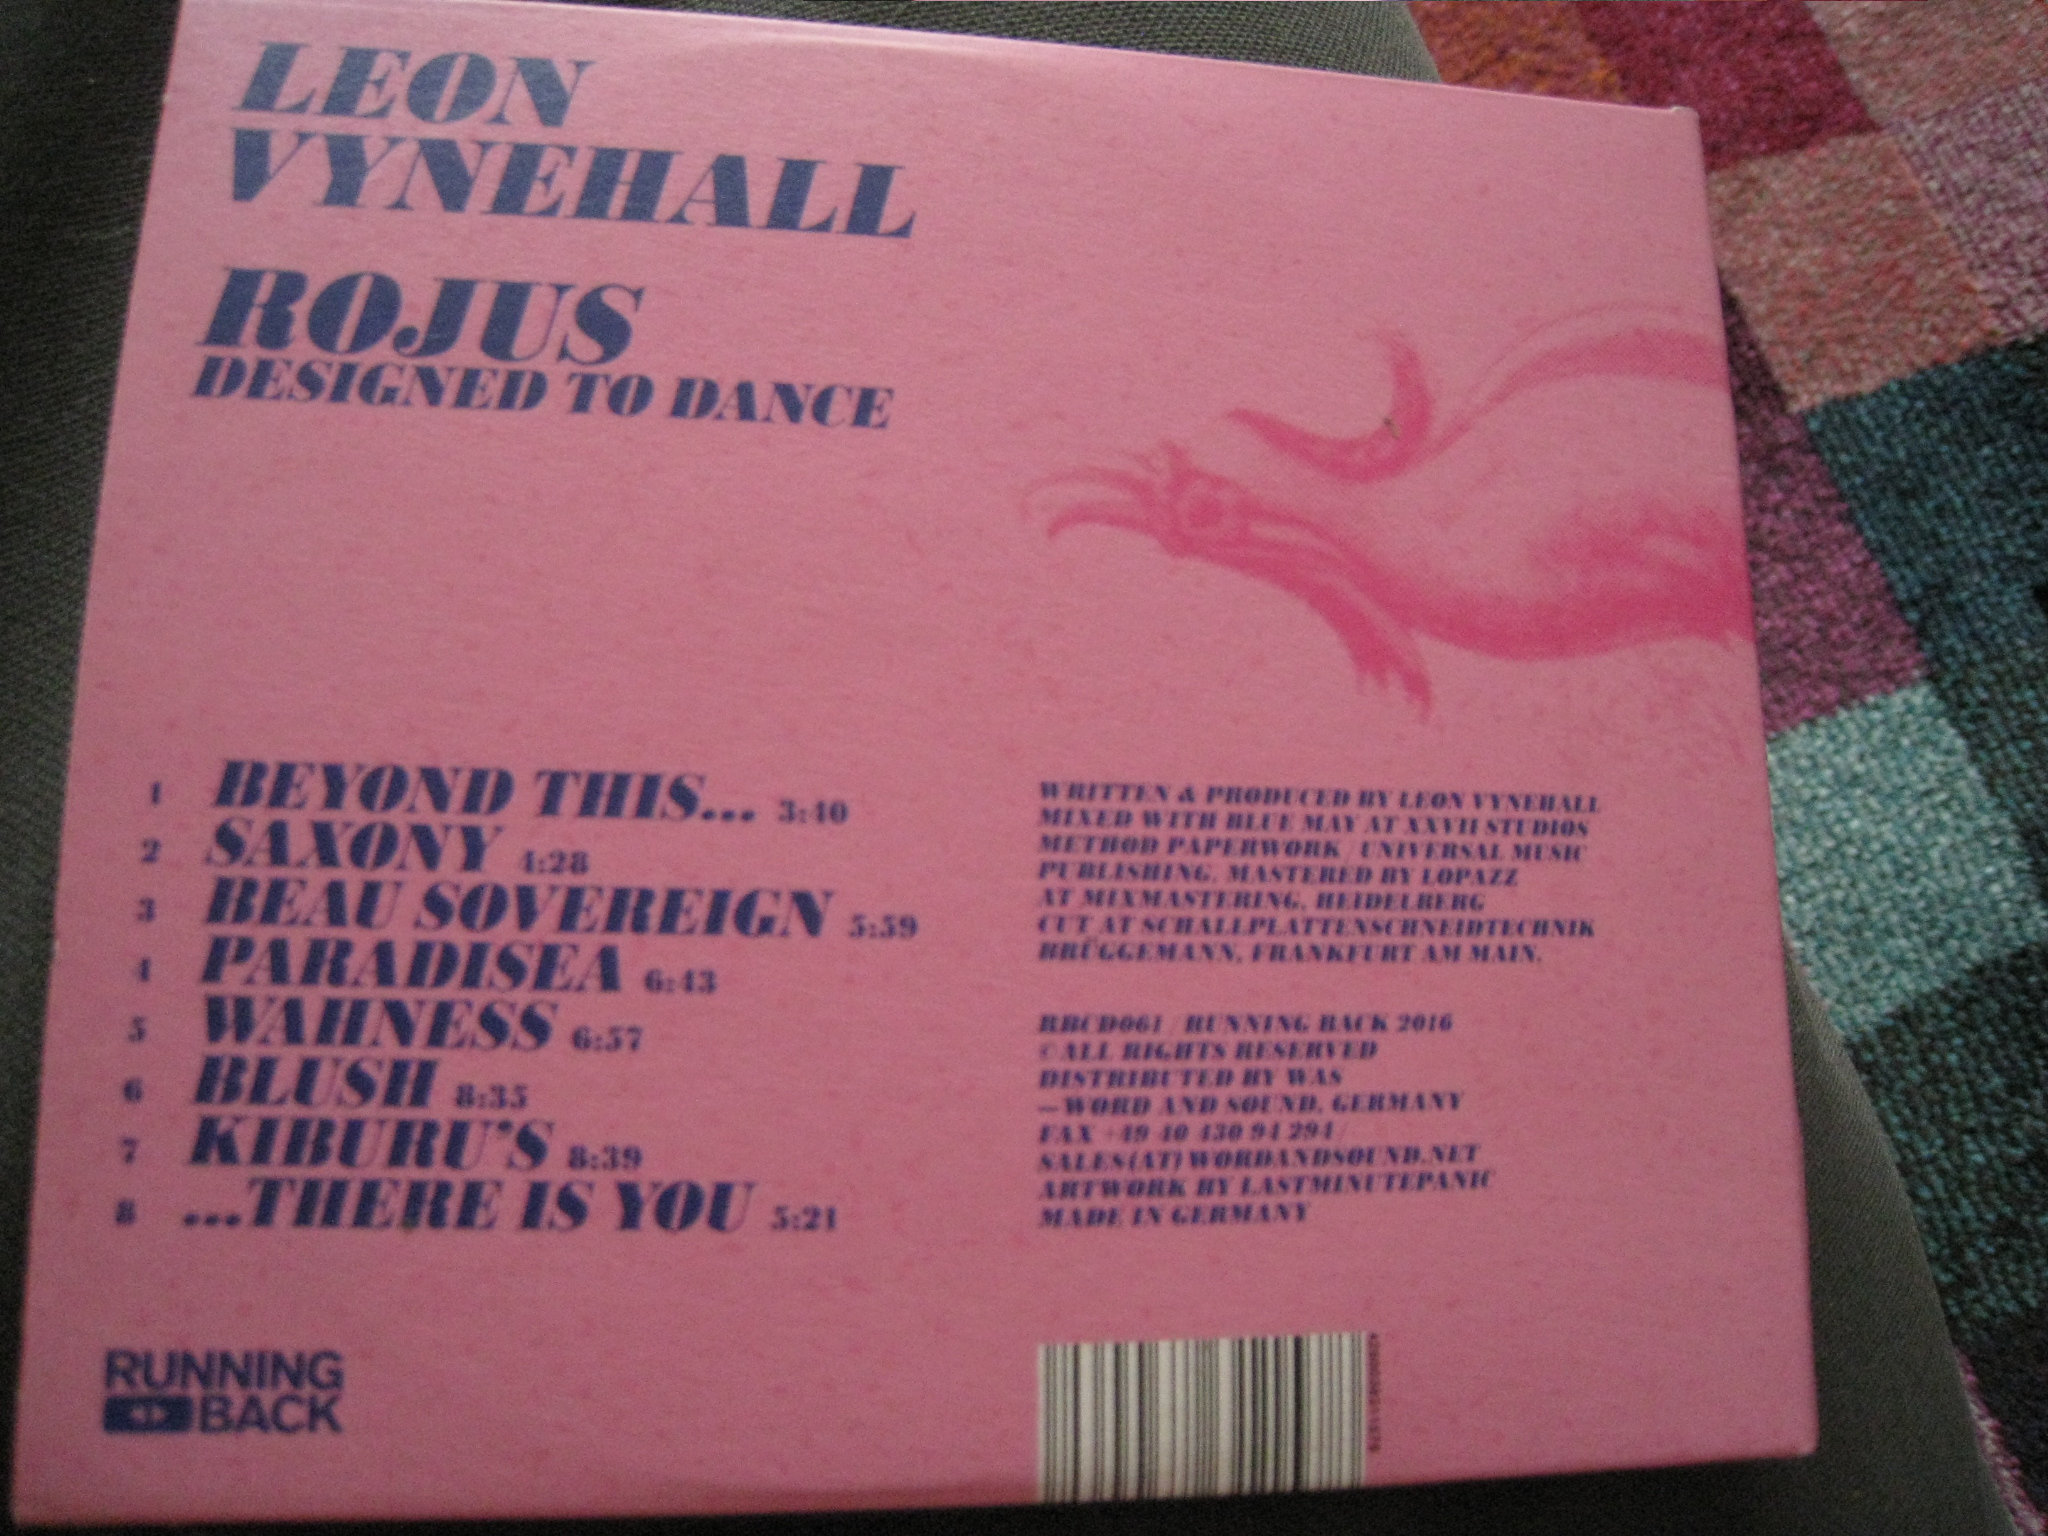 LEON
VYNEHALL
ROJUS
DESIGNED TO DANCE
1 BEYOND THIS... 3:40
2 SAXONY 4:28
3 BEAU SOVEREIGN 5:59
4 PARADISEA 6:43
5 WAHNESS 6:57
6 BLUSH 8:35
7 KIBURU'S 8:39
8 ...THERE IS YOU 5:21
WRITTEN & PRODUCED BY LEON VYNEHALL
MIXED WITH BLUE MAY AT XXVII STUDIOS
METHOD PAPERWORK / UNIVERSAL MUSIC
PUBLISHING. MASTERED BY LOPAZZ
AT MIXMASTERING, HEIDELBERG
CUT AT SCHALLPLATTENSCHNEIDTECHNIK
BRÜGGEMANN, FRANKFURT AM MAIN.
RBCD061 / RUNNING BACK 2016
© ALL RIGHTS RESERVED
DISTRIBUTED BY WAS
—WORD AND SOUND, GERMANY
FAX +49 40 430 94 294/
SALES(AT)WORDANDSOUND.NET
ARTWORK BY LASTMINUTEPANIC
MADE IN GERMANY
RUNNING
BACK